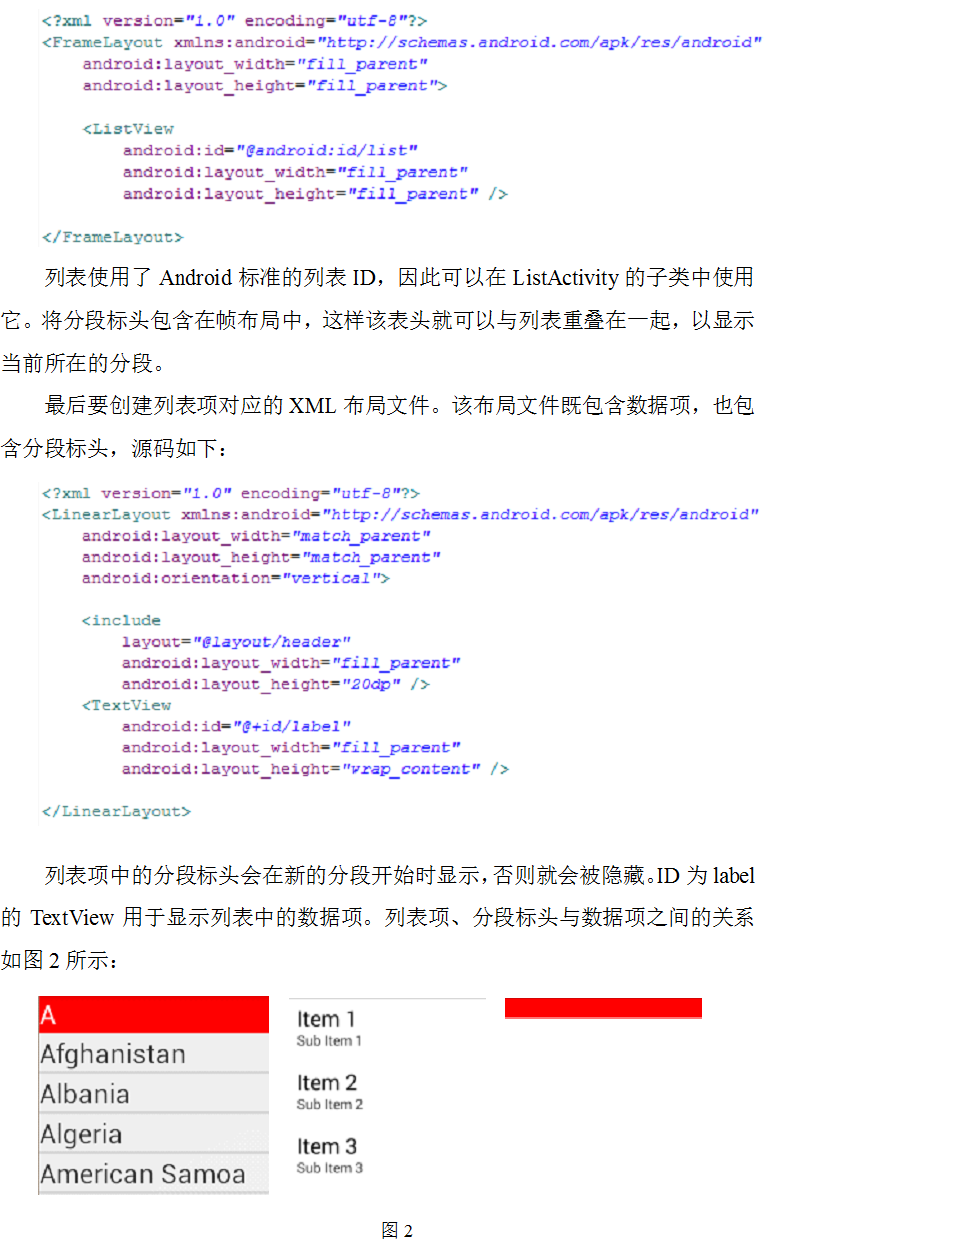 <?xml version="1.0" encoding="utf-8"?>
<FrameLayout xmlns:android="http://schemas.android.com/apk/res/android"
android:layout_width="fill_parent"
android:layout_height="fill_parent">
<ListView
android:id="@android:id/list"
android:layout_width="fill_parent"
android:layout_height="fill_parent" />
</FrameLayout>
列表使用了 Android 标准的列表 ID，因此可以在 ListActivity 的子类中使用
它。将分段标头包含在帧布局中，这样该表头就可以与列表重叠在一起，以显示
当前所在的分段。
最后要创建列表项对应的 XML 布局文件。该布局文件既包含数据项，也包
含分段标头，源码如下：
<?xml version="1.0" encoding="utf-8"?>
<LinearLayout xmlns:android="http://schemas.android.com/apk/res/android"
android:layout_width="match_parent"
android:layout_height="match_parent"
android:orientation="vertical">
<include
layout="@layout/header"
android:layout_width="fill_parent"
android:layout_height="20dp" />
<TextView
android:id="@+id/label"
android:layout_width="fill_parent"
android:layout_height="wrap_content" />
</LinearLayout>
列表项中的分段标头会在新的分段开始时显示，否则就会被隐藏。ID 为 label
的 TextView 用于显示列表中的数据项。列表项、分段标头与数据项之间的关系
如图 2 所示：
A
Afghanistan
Albania
Algeria
American Samoa
Item 1
Sub Item 1
Item 2
Sub Item 2
Item 3
Sub Item 3
图 2